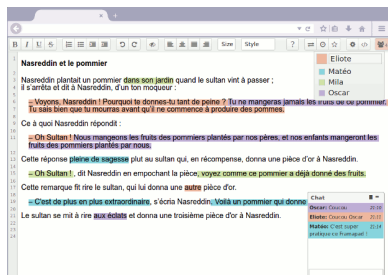 B I U S Size Style ?
Eliote
Matéo
Mila
Oscar
Nasreddin et le pommier
Nasreddin plantait un pommier dans son jardin quand le sultan vint à passer ;
il s'arrêta et dit à Nasreddin, d'un ton moqueur :
– Voyons, Nasreddin ! Pourquoi te donnes-tu tant de peine ? Tu ne mangeras jamais les fruits de ce pommier.
Tu sais bien que tu mourras avant qu'il ne commence à produire des pommes.
Ce à quoi Nasreddin répondit :
– Oh Sultan ! Nous mangeons les fruits des pommiers plantés par nos pères, et nos enfants mangeront les
fruits des pommiers plantés par nous.
Cette réponse pleine de sagesse plut au sultan qui, en récompense, donna une pièce d'or à Nasreddin.
– Oh Sultan ! , dit Nasreddin en empochant la pièce, voyez comme ce pommier a déjà donné des fruits.
Cette remarque fit rire le sultan, qui lui donna une autre pièce d'or.
– C'est de plus en plus extraordinaire, s'écria Nasreddin. Voilà un pommier qui donne
Le sultan se mit à rire aux éclats et donna une troisième pièce d'or à Nasreddin.
Chat
Oscar: Coucou 20:10
Eliote: Coucou Oscar 20:10
Matéo: C'est super 20:14
pratique ce Framapad !